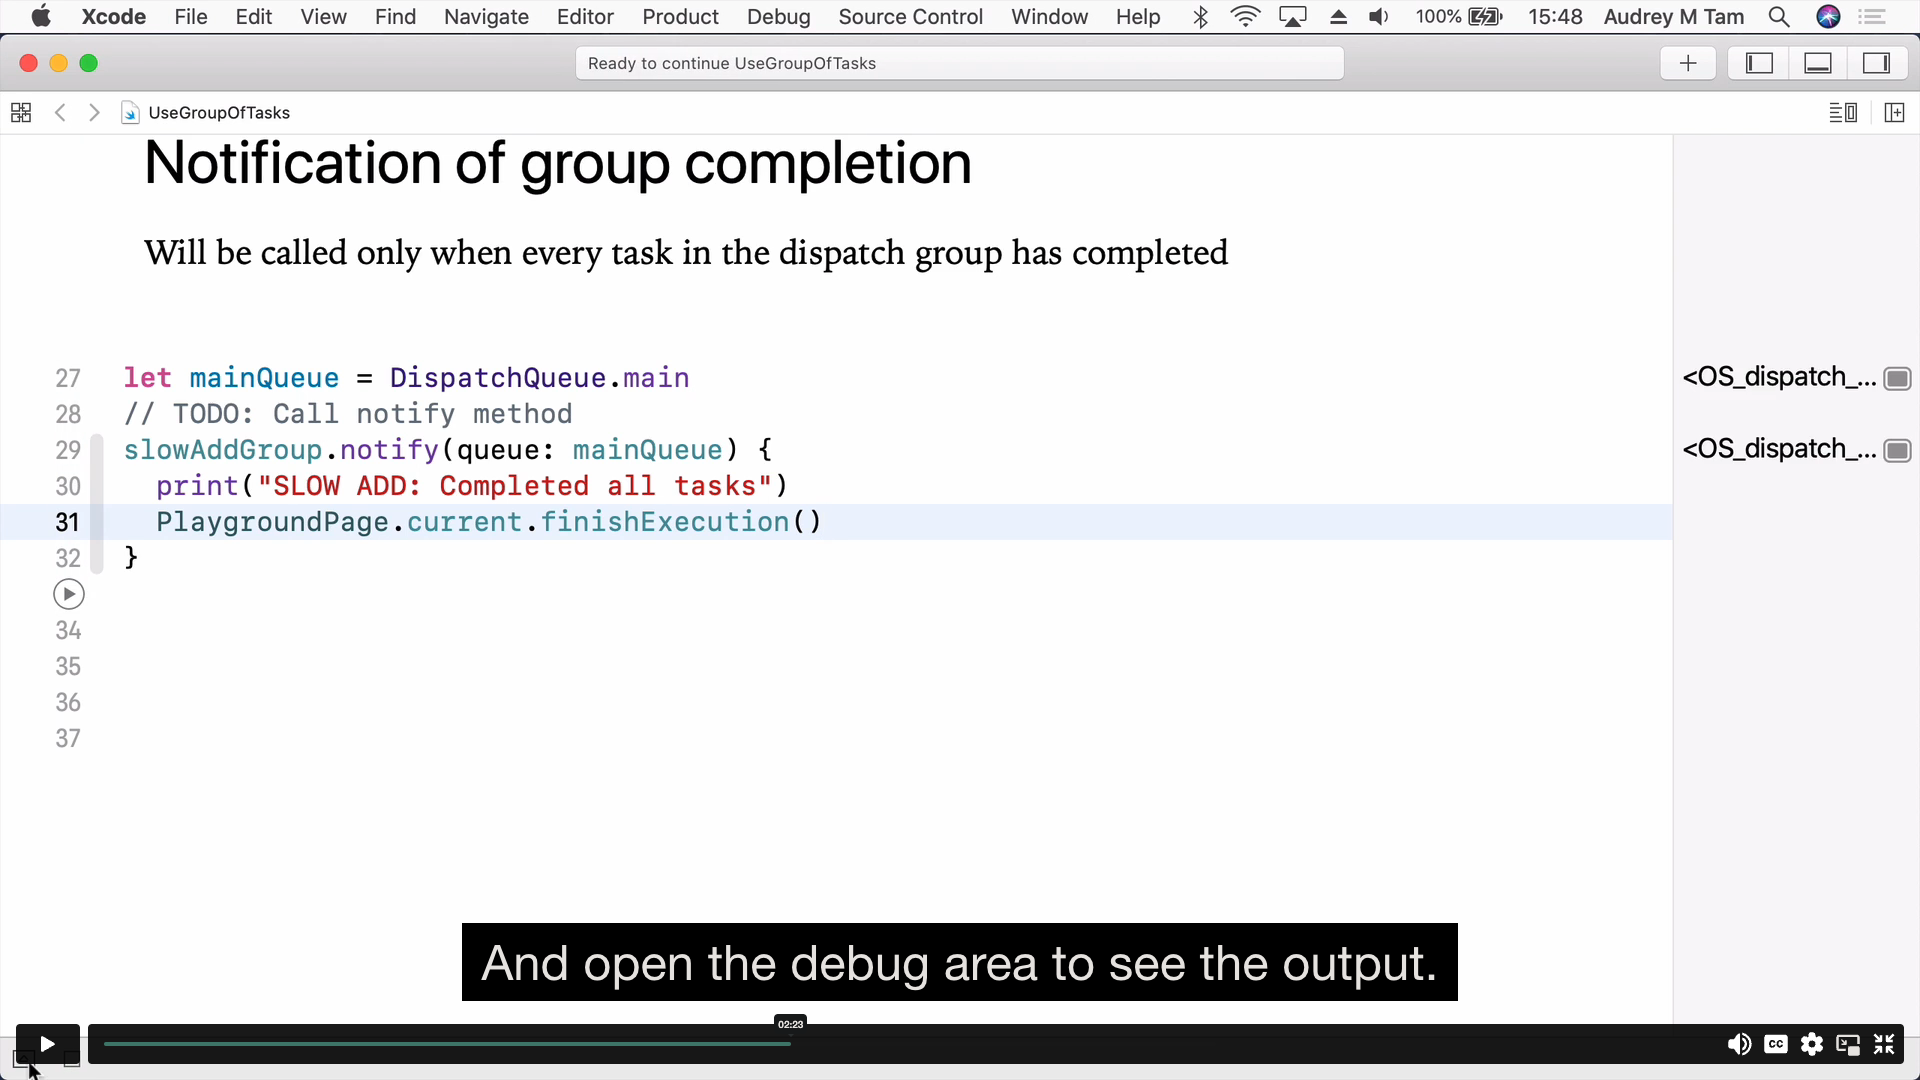 Xcode File Edit View Find Navigate Editor Product Debug Source Control Window Help 100% 15:48 Audrey M Tam
Ready to continue UseGroupOfTasks
UseGroupOfTasks
Notification of group completion
Will be called only when every task in the dispatch group has completed
27 let mainQueue = DispatchQueue.main <OS_dispatch_...
28 // TODO: Call notify method
29 slowAddGroup.notify(queue: mainQueue) { <OS_dispatch_...
30 print("SLOW ADD: Completed all tasks")
31 PlaygroundPage.current.finishExecution()
32 }
34
35
36
37
And open the debug area to see the output.
02:23
CC